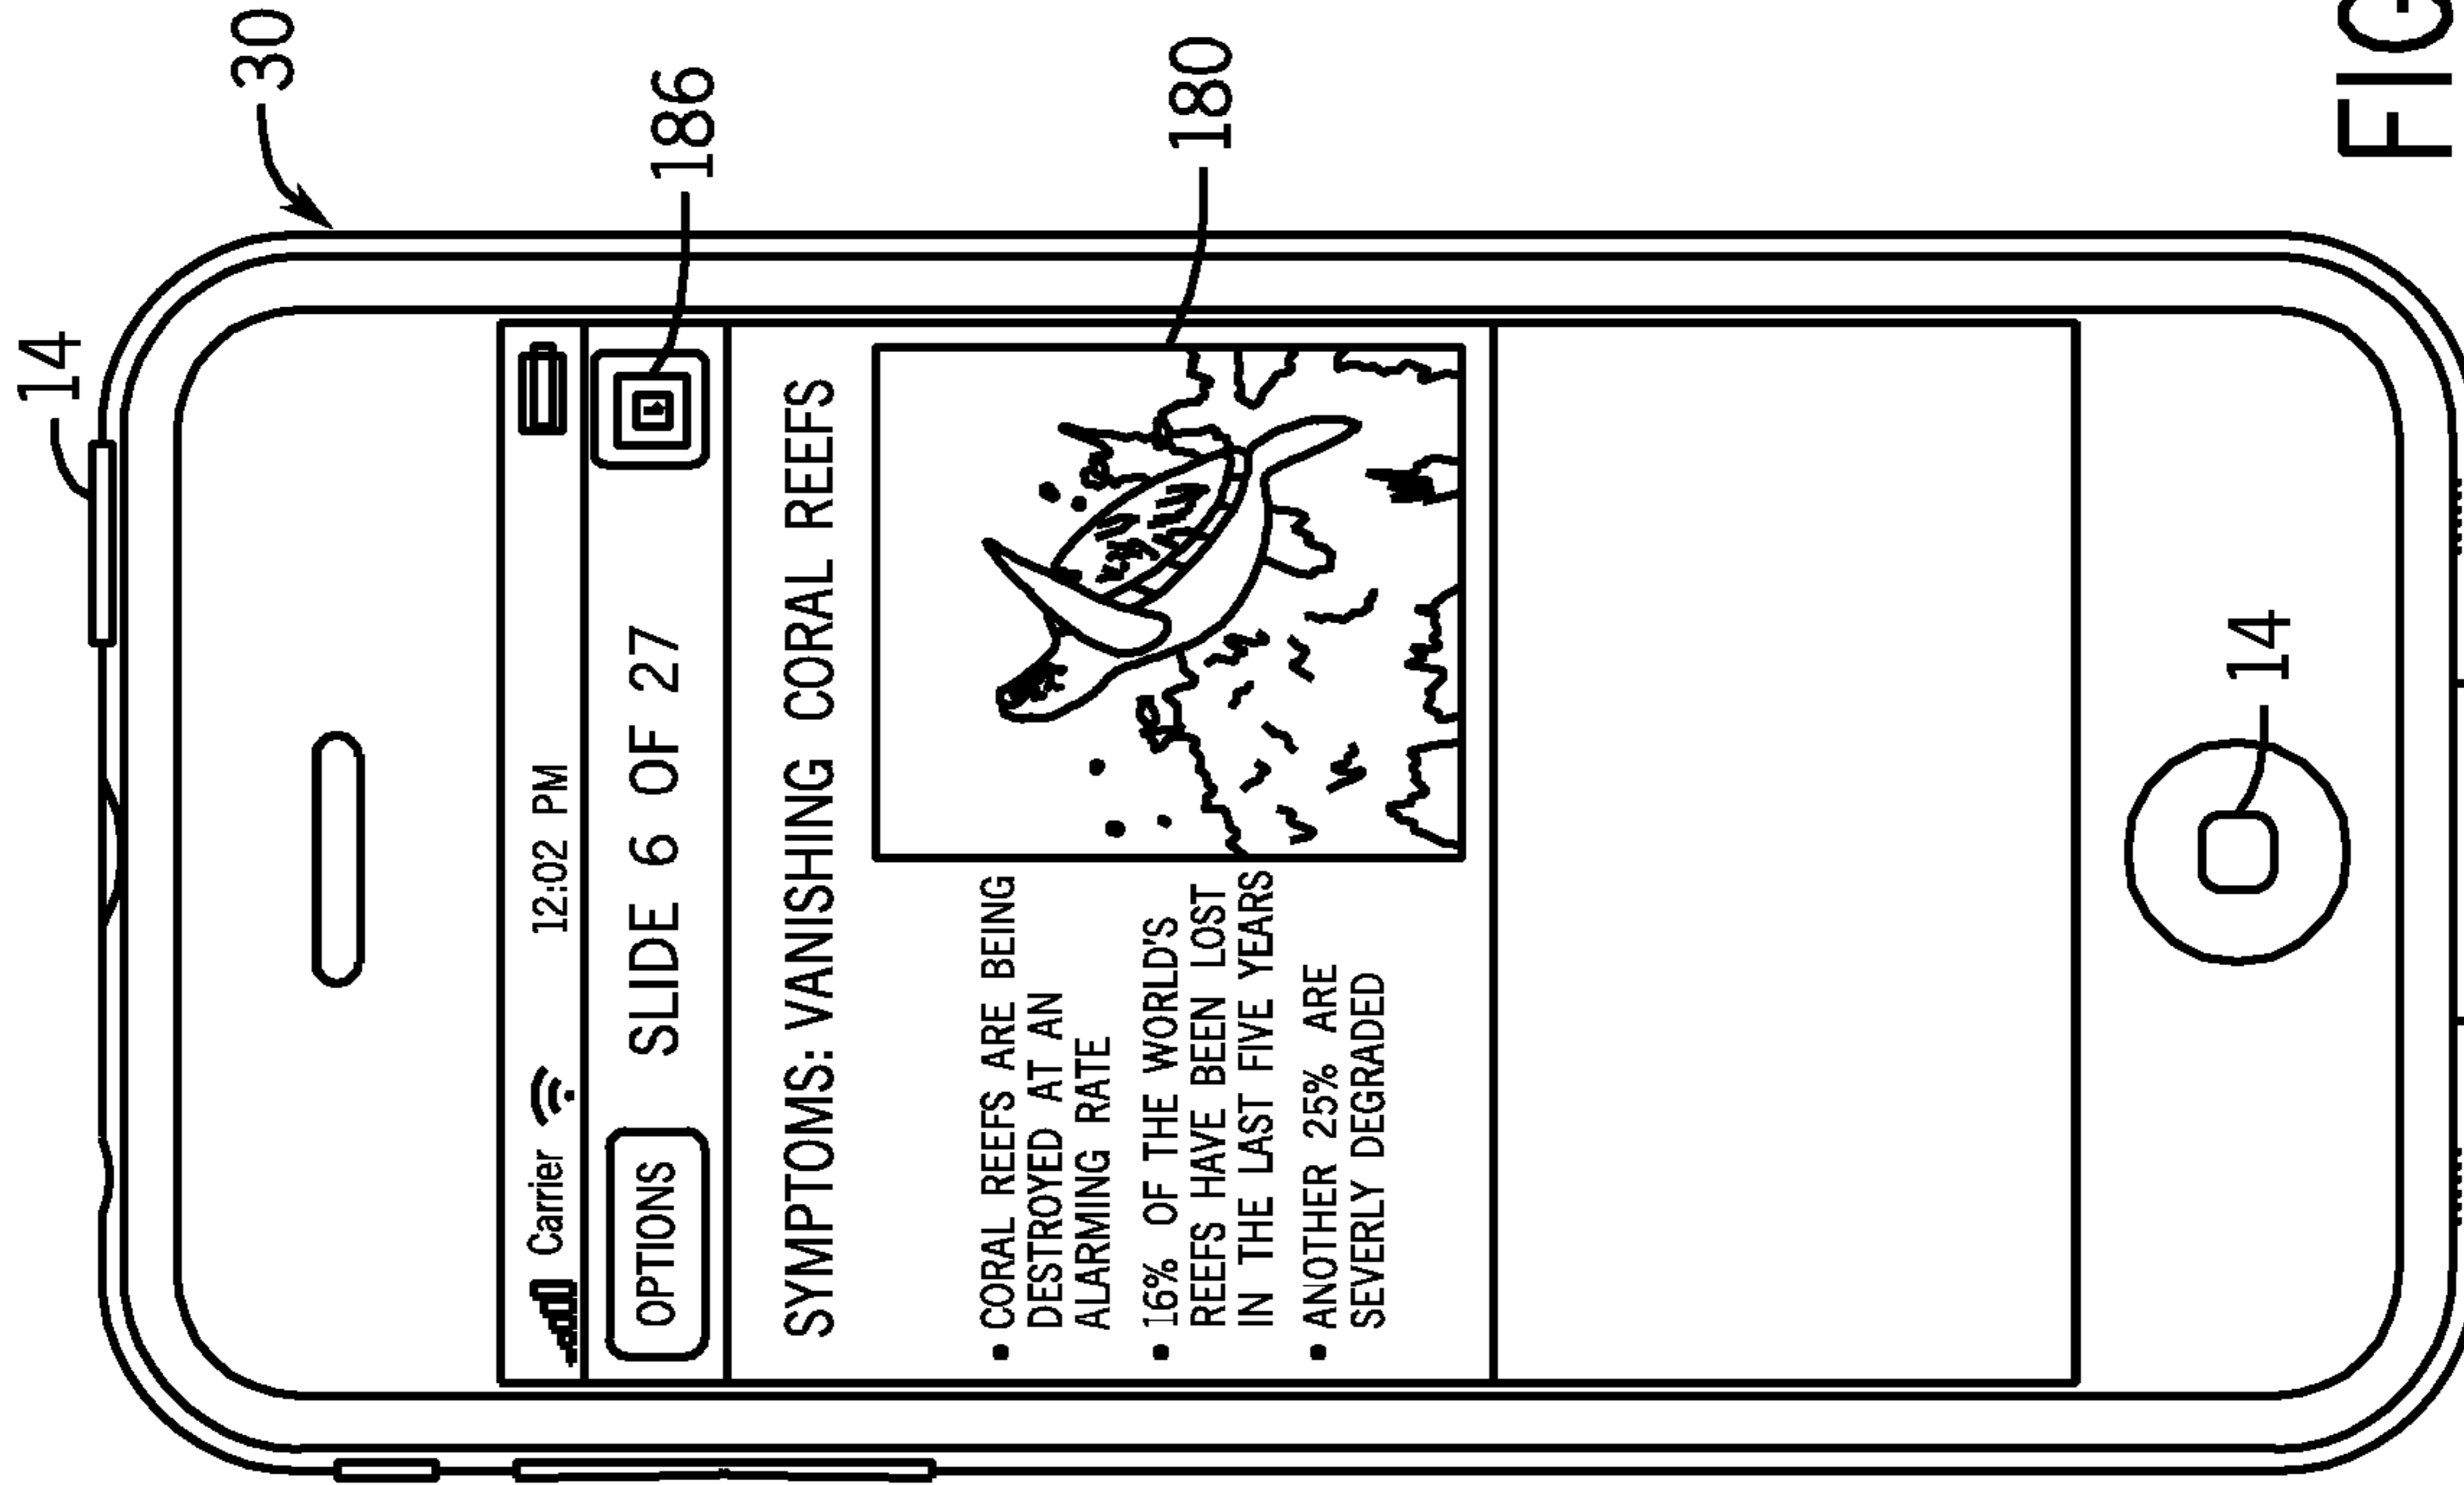 14
30
Carrier 12:02 PM
OPTIONS SLIDE 6 OF 27
186
SYMPTOMS: VANISHING CORAL REEFS
• CORAL REEFS ARE BEING
DESTROYED AT AN
ALARMING RATE
• 16% OF THE WORLD'S
REEFS HAVE BEEN LOST
IN THE LAST FIVE YEARS
• ANOTHER 25% ARE
SEVERLY DEGRADED
180
14
FIG